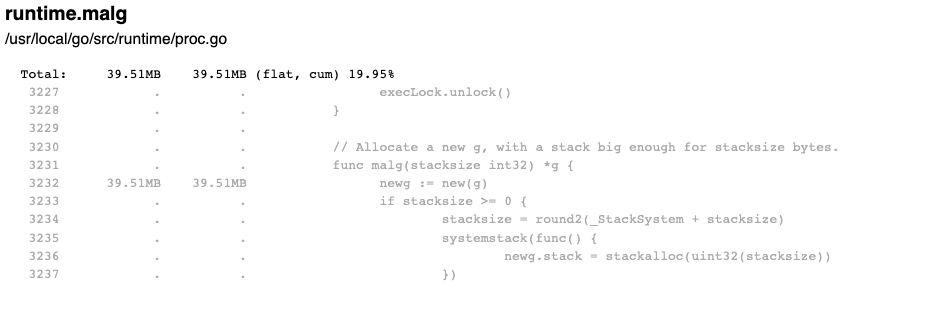 runtime.malg
/usr/local/go/src/runtime/proc.go
Total: 39.51MB 39.51MB (flat, cum) 19.95%
3227 . . execLock.unlock()
3228 . . }
3229 . .
3230 . . // Allocate a new g, with a stack big enough for stacksize bytes.
3231 . . func malg(stacksize int32) *g {
3232 39.51MB 39.51MB newg := new(g)
3233 . . if stacksize >= 0 {
3234 . . stacksize = round2(_StackSystem + stacksize)
3235 . . systemstack(func() {
3236 . . newg.stack = stackalloc(uint32(stacksize))
3237 . . })